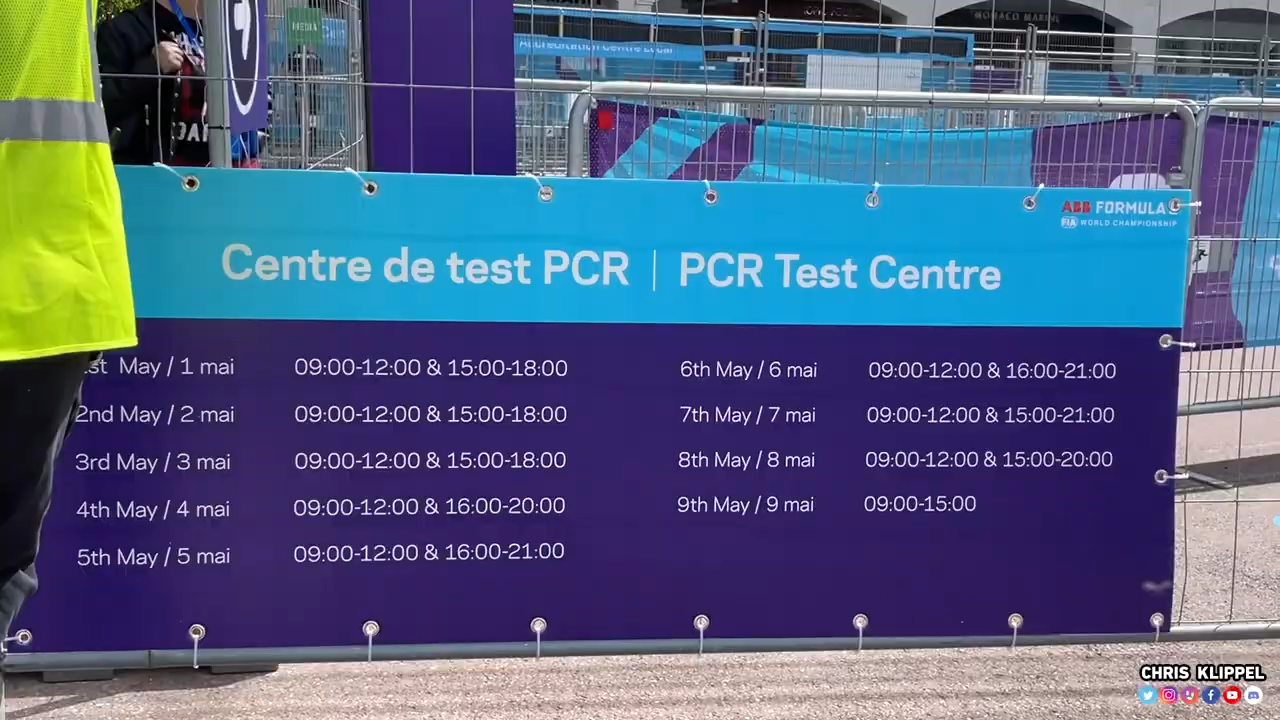 MEDIA
Accreditation Centre Local
MONACO MARINE
ABB FORMULA E
FIA WORLD CHAMPIONSHIP
Centre de test PCR | PCR Test Centre
st May / 1 mai 09:00-12:00 & 15:00-18:00
2nd May / 2 mai 09:00-12:00 & 15:00-18:00
3rd May / 3 mai 09:00-12:00 & 15:00-18:00
4th May / 4 mai 09:00-12:00 & 16:00-20:00
5th May / 5 mai 09:00-12:00 & 16:00-21:00
6th May / 6 mai 09:00-12:00 & 16:00-21:00
7th May / 7 mai 09:00-12:00 & 15:00-21:00
8th May / 8 mai 09:00-12:00 & 15:00-20:00
9th May / 9 mai 09:00-15:00
CHRIS KLIPPEL